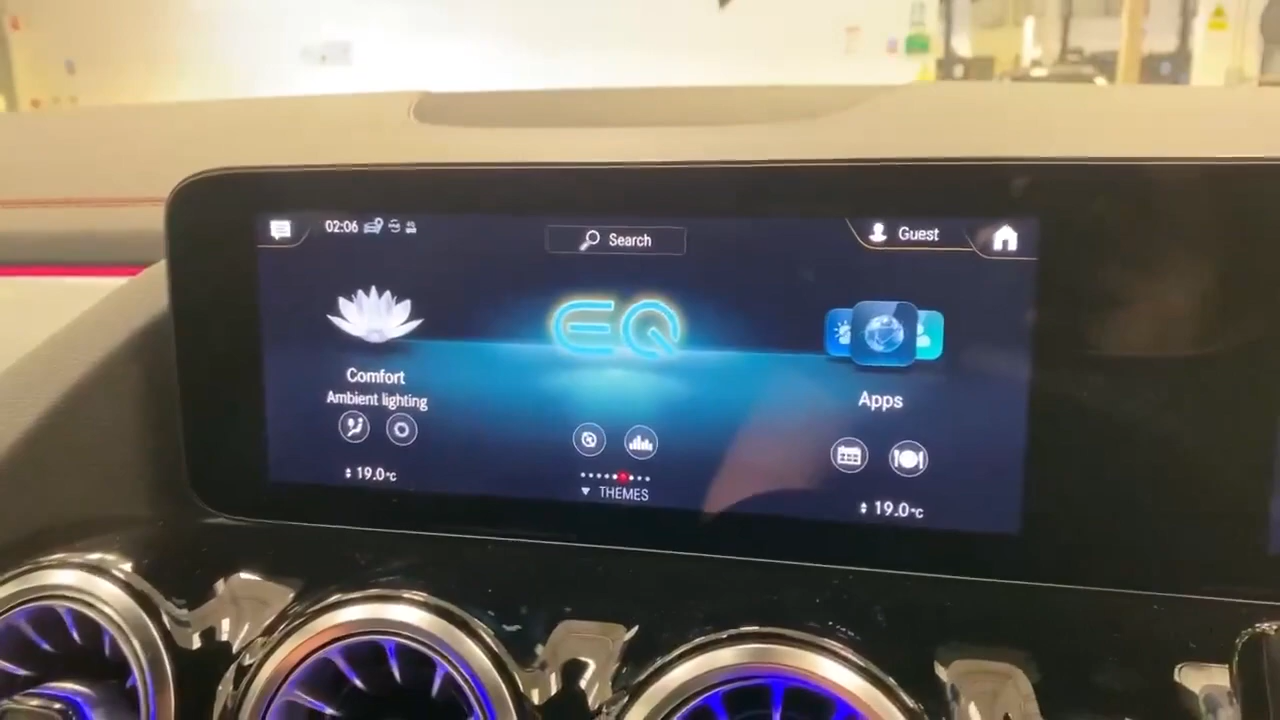 02:06
Search
Guest
EQ
Comfort
Ambient lighting
Apps
19.0°C
THEMES
19.0°C